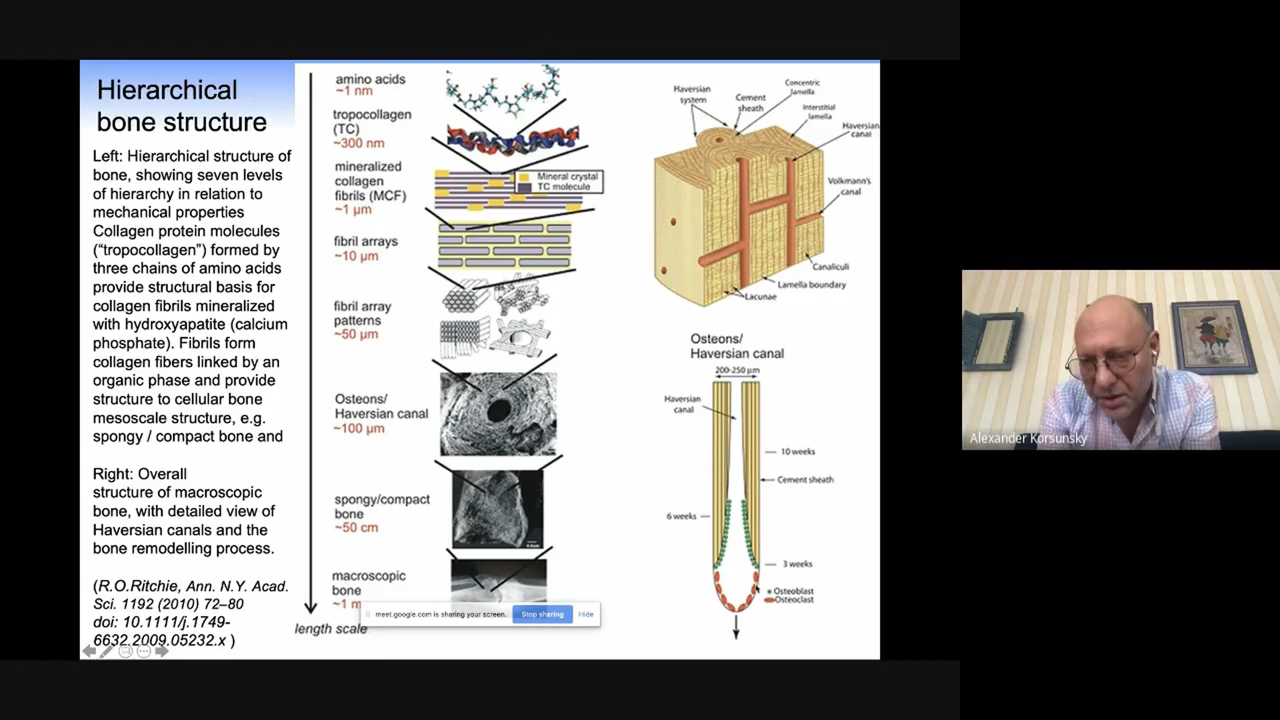 Hierarchical
bone structure
Left: Hierarchical structure of
bone, showing seven levels
of hierarchy in relation to
mechanical properties
Collagen protein molecules
(“tropocollagen”) formed by
three chains of amino acids
provide structural basis for
collagen fibrils mineralized
with hydroxyapatite (calcium
phosphate). Fibrils form
collagen fibers linked by an
organic phase and provide
structure to cellular bone
mesoscale structure, e.g.
spongy / compact bone and
Right: Overall
structure of macroscopic
bone, with detailed view of
Haversian canals and the
bone remodelling process.
(R.O.Ritchie, Ann. N.Y. Acad.
Sci. 1192 (2010) 72–80
doi: 10.1111/j.1749-
6632.2009.05232.x )
amino acids
~1 nm
tropocollagen
(TC)
~300 nm
mineralized
collagen
fibrils (MCF)
~1 µm
Mineral crystal
TC molecule
fibril arrays
~10 µm
fibril array
patterns
~50 µm
Osteons/
Haversian canal
~100 µm
spongy/compact
bone
~50 cm
macroscopic
bone
~1 m
length scale
meet.google.com is sharing your screen.
Stop sharing
Hide
Haversian
system
Cement
sheath
Concentric
lamella
Interstitial
lamella
Haversian
canal
Volkmann's
canal
Canaliculi
Lamella boundary
Lacunae
Osteons/
Haversian canal
200-250 µm
Haversian
canal
10 weeks
Cement sheath
6 weeks
3 weeks
Osteoblast
Osteoclast
Alexander Korsunsky